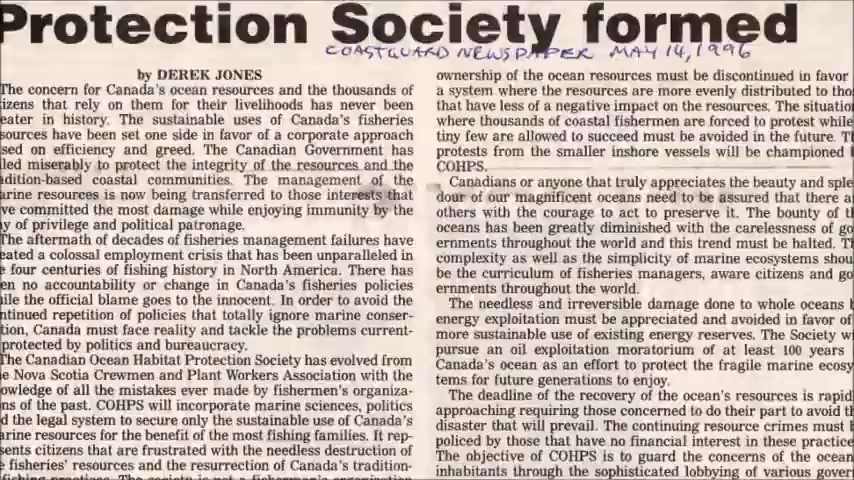 Protection Society formed
COASTGUARD NEWSPAPER MAY 14, 1996
by DEREK JONES
The concern for Canada's ocean resources and the thousands of
izens that rely on them for their livelihoods has never been
eater in history. The sustainable uses of Canada's fisheries
sources have been set one side in favor of a corporate approach
sed on efficiency and greed. The Canadian Government has
led miserably to protect the integrity of the resources and the
adition-based coastal communities. The management of the
arine resources is now being transferred to those interests that
ve committed the most damage while enjoying immunity by the
y of privilege and political patronage.
The aftermath of decades of fisheries management failures have
eated a colossal employment crisis that has been unparalleled in
e four centuries of fishing history in North America. There has
en no accountability or change in Canada's fisheries policies
ile the official blame goes to the innocent. In order to avoid the
ntinued repetition of policies that totally ignore marine conser-
tion, Canada must face reality and tackle the problems current-
protected by politics and bureaucracy.
The Canadian Ocean Habitat Protection Society has evolved from
e Nova Scotia Crewmen and Plant Workers Association with the
owledge of all the mistakes ever made by fishermen's organiza-
ns of the past. COHPS will incorporate marine sciences, politics
d the legal system to secure only the sustainable use of Canada's
arine resources for the benefit of the most fishing families. It rep-
sents citizens that are frustrated with the needless destruction of
e fisheries' resources and the resurrection of Canada's tradition-
fishing practices. The society is not a fishermen's organization
ownership of the ocean resources must be discontinued in favor
a system where the resources are more evenly distributed to tho
that have less of a negative impact on the resources. The situatio
where thousands of coastal fishermen are forced to protest while
tiny few are allowed to succeed must be avoided in the future. Th
protests from the smaller inshore vessels will be championed b
COHPS.
Canadians or anyone that truly appreciates the beauty and sple
dour of our magnificent oceans need to be assured that there a
others with the courage to act to preserve it. The bounty of t
oceans has been greatly diminished with the carelessness of go
ernments throughout the world and this trend must be halted. Th
complexity as well as the simplicity of marine ecosystems shou
be the curriculum of fisheries managers, aware citizens and go
ernments throughout the world.
The needless and irreversible damage done to whole oceans b
energy exploitation must be appreciated and avoided in favor of
more sustainable use of existing energy reserves. The Society wi
pursue an oil exploitation moratorium of at least 100 years
Canada's ocean as an effort to protect the fragile marine ecosy
tems for future generations to enjoy.
The deadline of the recovery of the ocean's resources is rapid
approaching requiring those concerned to do their part to avoid th
disaster that will prevail. The continuing resource crimes must b
policed by those that have no financial interest in these practice
The objective of COHPS is to guard the concerns of the ocean
inhabitants through the sophisticated lobbying of various gover